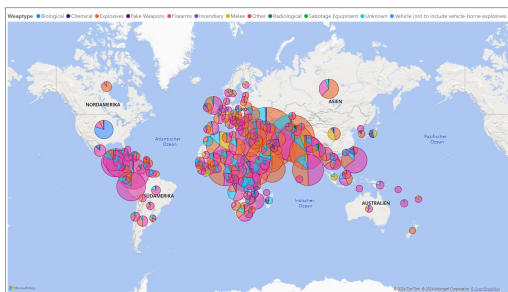 Weaptype Biological Chemical Explosives Fake Weapons Firearms Incendiary Melee Other Radiological Sabotage Equipment Unknown Vehicle (not to include vehicle-borne explosives
NORDAMERIKA
ASIEN
Atlantischer
Ozean
Pazifischer
Ozean
SÜDAMERIKA
Indischer
Ozean
AUSTRALIEN
Microsoft Bing
© 2024 TomTom, © 2024 Microsoft Corporation, © OpenStreetMap